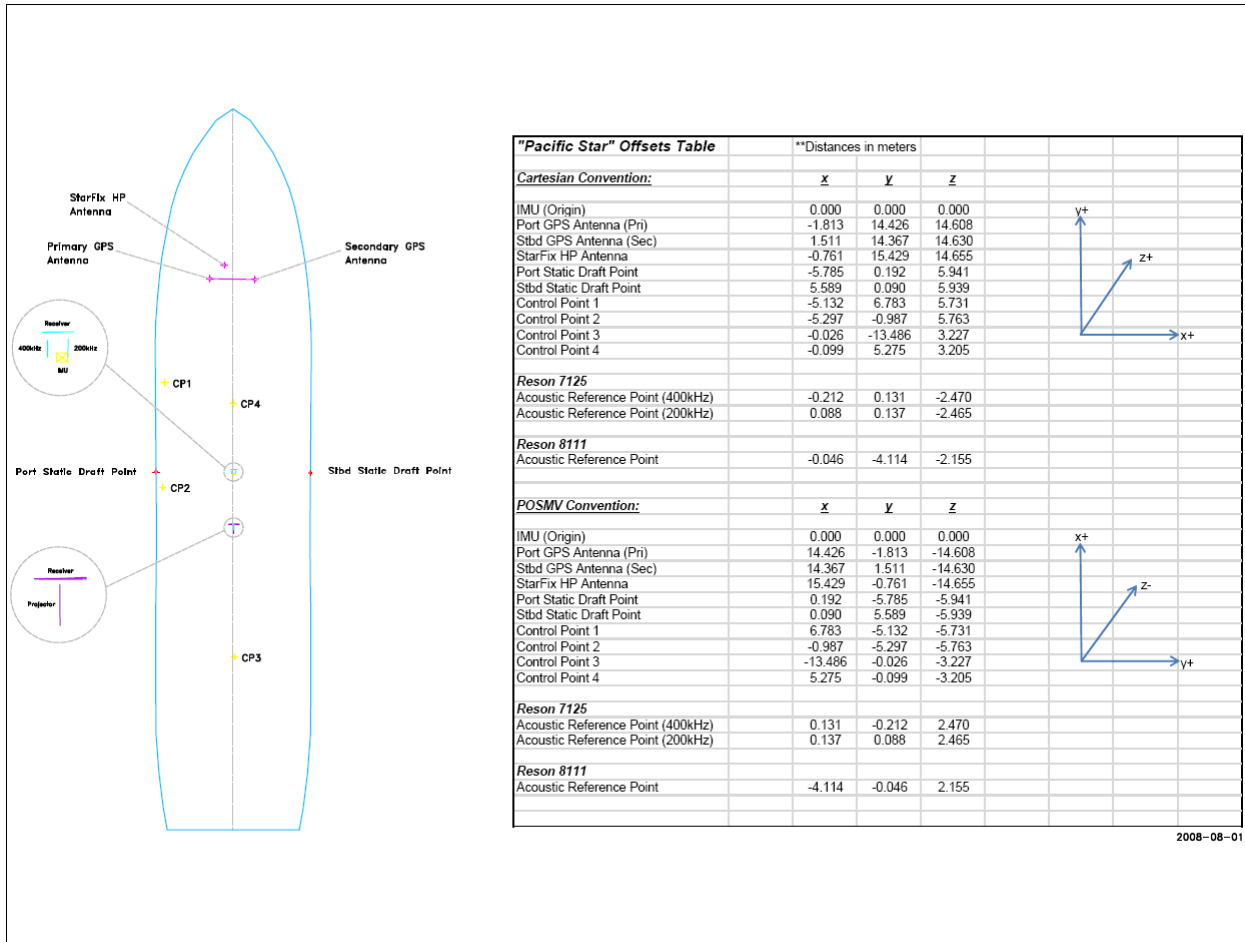 StarFix HP
Antenna
Primary GPS
Antenna
Secondary GPS
Antenna
Receiver
400kHz 200kHz
IMU
CP1
CP4
Port Static Draft Point
Stbd Static Draft Point
CP2
Receiver
Projector
CP3
"Pacific Star" Offsets Table **Distances in meters
Cartesian Convention: x y z
IMU (Origin) 0.000 0.000 0.000
Port GPS Antenna (Pri) -1.813 14.426 14.608
Stbd GPS Antenna (Sec) 1.511 14.367 14.630
StarFix HP Antenna -0.761 15.429 14.655
Port Static Draft Point -5.785 0.192 5.941
Stbd Static Draft Point 5.589 0.090 5.939
Control Point 1 -5.132 6.783 5.731
Control Point 2 -5.297 -0.987 5.763
Control Point 3 -0.026 -13.486 3.227
Control Point 4 -0.099 5.275 3.205
y+
z+
x+
Reson 7125
Acoustic Reference Point (400kHz) -0.212 0.131 -2.470
Acoustic Reference Point (200kHz) 0.088 0.137 -2.465
Reson 8111
Acoustic Reference Point -0.046 -4.114 -2.155
POSMV Convention: x y z
IMU (Origin) 0.000 0.000 0.000
Port GPS Antenna (Pri) 14.426 -1.813 -14.608
Stbd GPS Antenna (Sec) 14.367 1.511 -14.630
StarFix HP Antenna 15.429 -0.761 -14.655
Port Static Draft Point 0.192 -5.785 -5.941
Stbd Static Draft Point 0.090 5.589 -5.939
Control Point 1 6.783 -5.132 -5.731
Control Point 2 -0.987 -5.297 -5.763
Control Point 3 -13.486 -0.026 -3.227
Control Point 4 5.275 -0.099 -3.205
x+
z-
y+
Reson 7125
Acoustic Reference Point (400kHz) 0.131 -0.212 2.470
Acoustic Reference Point (200kHz) 0.137 0.088 2.465
Reson 8111
Acoustic Reference Point -4.114 -0.046 2.155
2008-08-01